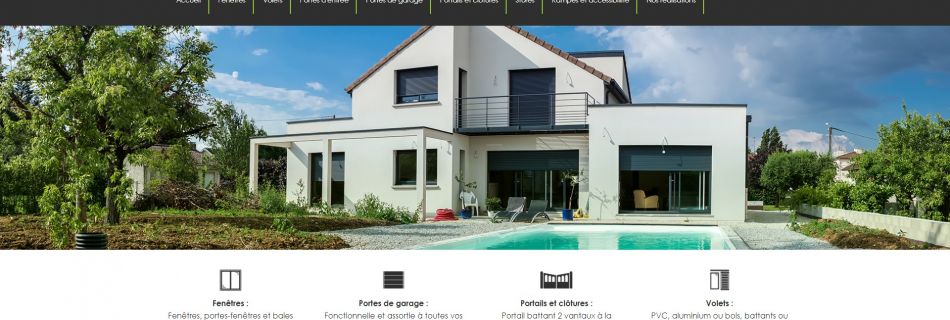 Accueil Fenêtres Volets Portes d'entrée Portes de garage Portails et clôtures Stores Rampes et accessibilité Nos réalisations
Fenêtres : Portes de garage : Portails et clôtures : Volets :
Fenêtres, portes-fenêtres et baies Fonctionnelle et assortie à toutes vos Portail battant 2 vantaux à la PVC, aluminium ou bois, battants ou